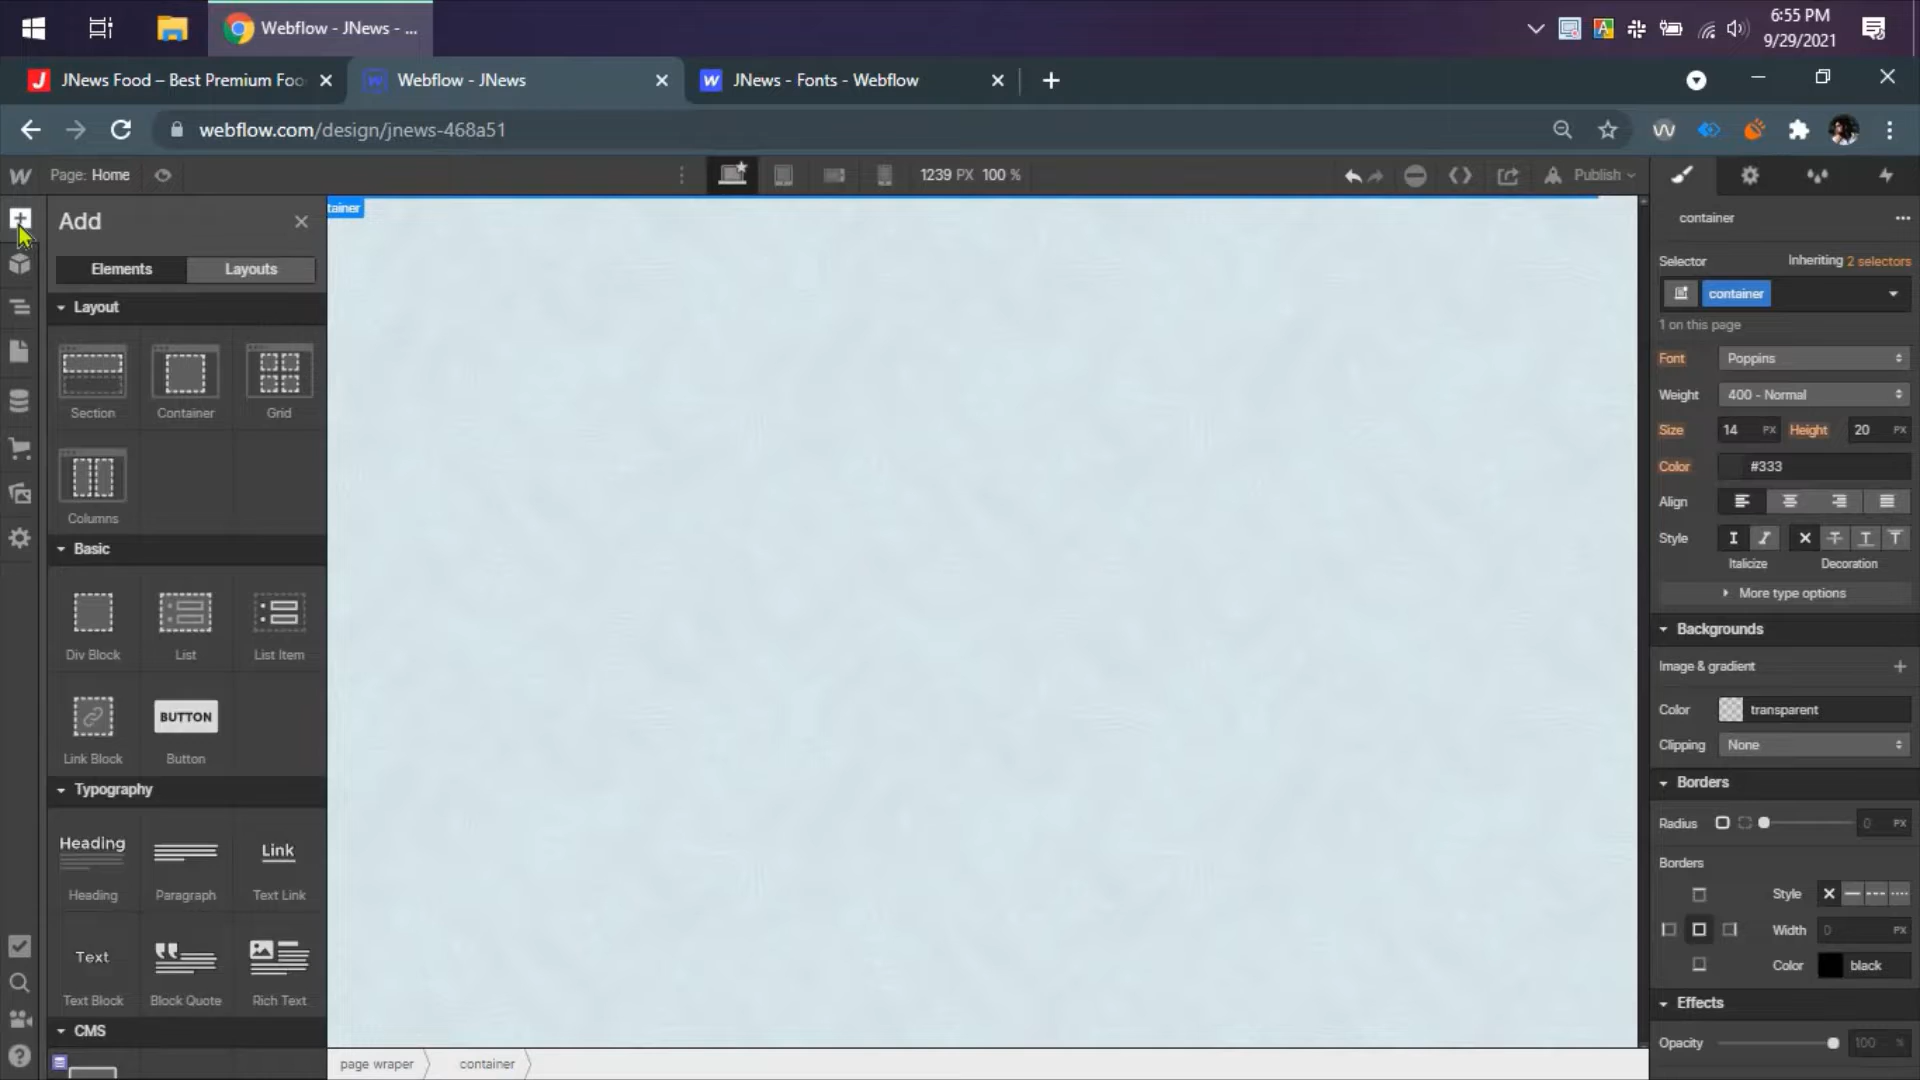 Webflow - JNews - ...
6:55 PM
9/29/2021
JNews Food – Best Premium Foo
Webflow - JNews
JNews - Fonts - Webflow
webflow.com/design/jnews-468a51
Page: Home
1239 PX 100 %
Publish
Add
Elements
Layouts
Layout
Section
Container
Grid
Columns
Basic
Div Block
List
List Item
BUTTON
Link Block
Button
Typography
Heading
Link
Heading
Paragraph
Text Link
Text
Text Block
Block Quote
Rich Text
CMS
tainer
page wraper
container
container
Selector
Inheriting 2 selectors
container
1 on this page
Font
Poppins
Weight
400 - Normal
Size
14 PX
Height
20 PX
Color
#333
Align
Style
Italicize
Decoration
More type options
Backgrounds
Image & gradient
Color
transparent
Clipping
None
Borders
Radius
0 PX
Borders
Style
Width
0 PX
Color
black
Effects
Opacity
100 %